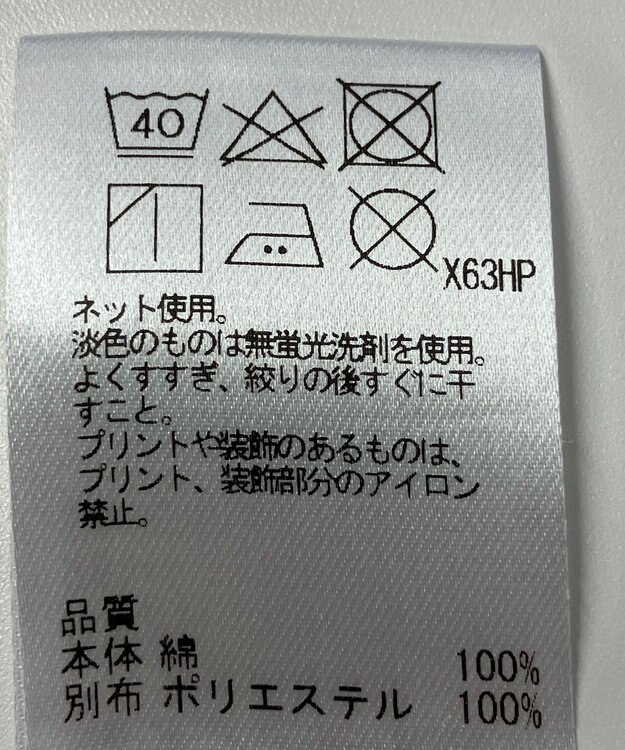 40
X63HP
ネット使用。
淡色のものは無蛍光洗剤を使用。
よくすすぎ、絞りの後すぐに干
すこと。
プリントや装飾のあるものは、
プリント、装飾部分のアイロン
禁止。
品質
本体 綿 100%
別布 ポリエステル 100%